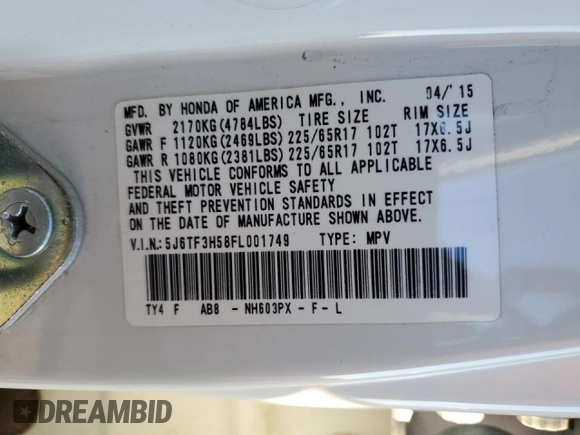 MFD. BY HONDA OF AMERICA MFG., INC. 04/'15
GVWR 2170KG(4784LBS) TIRE SIZE RIM SIZE
GAWR F 1120KG(2469LBS) 225/65R17 102T 17X6.5J
GAWR R 1080KG(2381LBS) 225/65R17 102T 17X6.5J
THIS VEHICLE CONFORMS TO ALL APPLICABLE
FEDERAL MOTOR VEHICLE SAFETY
AND THEFT PREVENTION STANDARDS IN EFFECT
ON THE DATE OF MANUFACTURE SHOWN ABOVE.
V.I.N.:5J6TF3H58FL001749 TYPE: MPV
TY4 F AB8 - NH603PX - F - L
DREAMBID